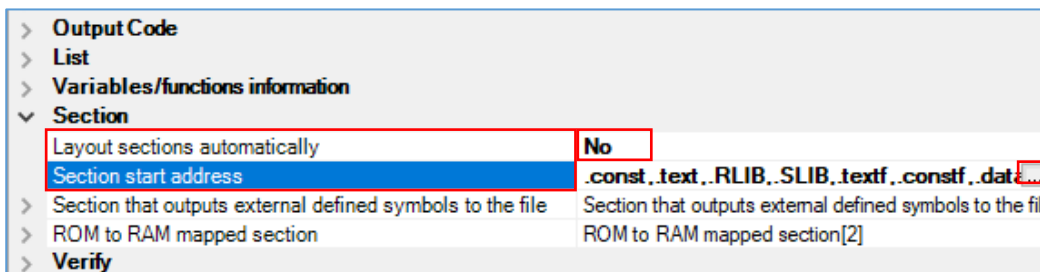 Output Code
List
Variables/functions information
Section
Layout sections automatically No
Section start address .const,.text,.RLIB,.SLIB,.textf,.constf,.data...
Section that outputs external defined symbols to the file Section that outputs external defined symbols to the fil
ROM to RAM mapped section ROM to RAM mapped section[2]
Verify